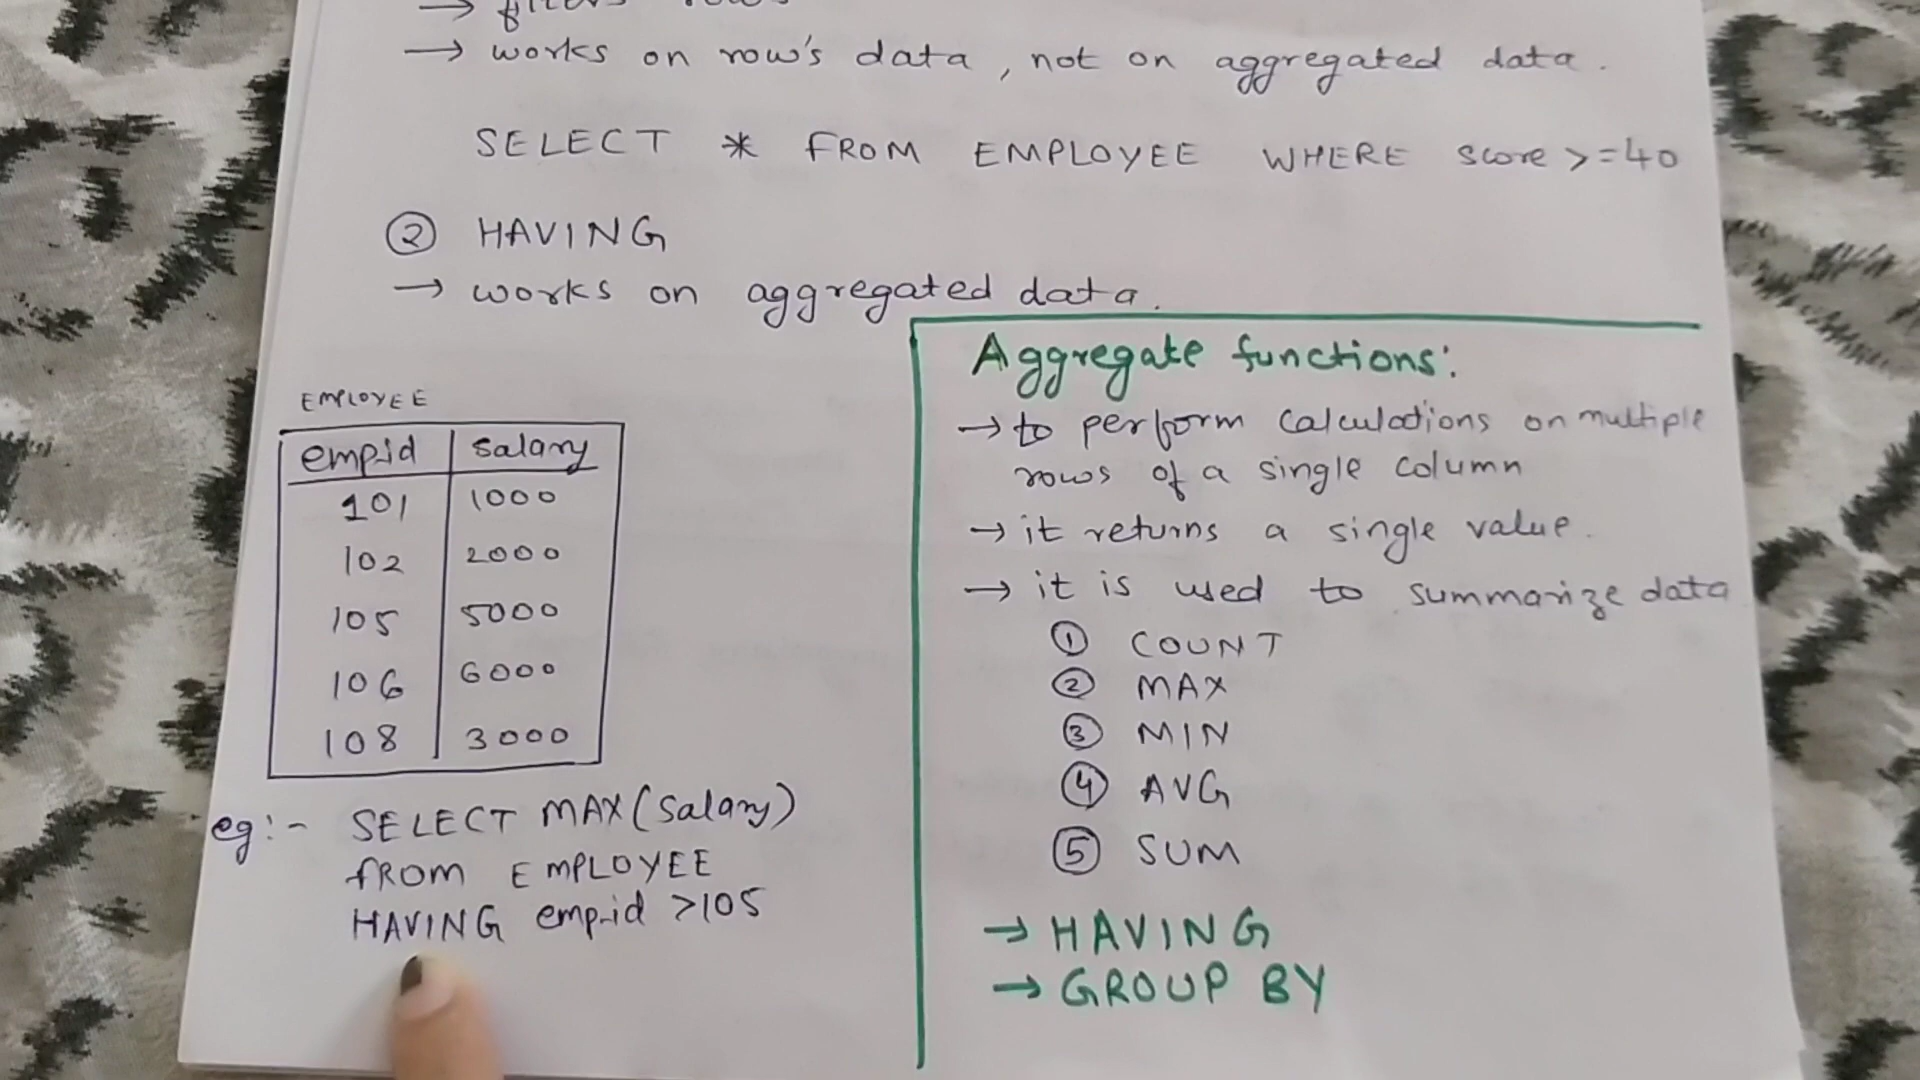 → works on row's data, not on aggregated data.
SELECT * FROM EMPLOYEE WHERE score >=40
② HAVING
→ works on aggregated data.
EMPLOYEE
empid salary
101 1000
102 2000
105 5000
106 6000
108 3000
eg:- SELECT MAX(salary)
FROM EMPLOYEE
HAVING empid >105
Aggregate functions:
→ to perform calculations on multiple
rows of a single column
→ it returns a single value.
→ it is used to summarize data
① COUNT
② MAX
③ MIN
④ AVG
⑤ SUM
→ HAVING
→ GROUP BY